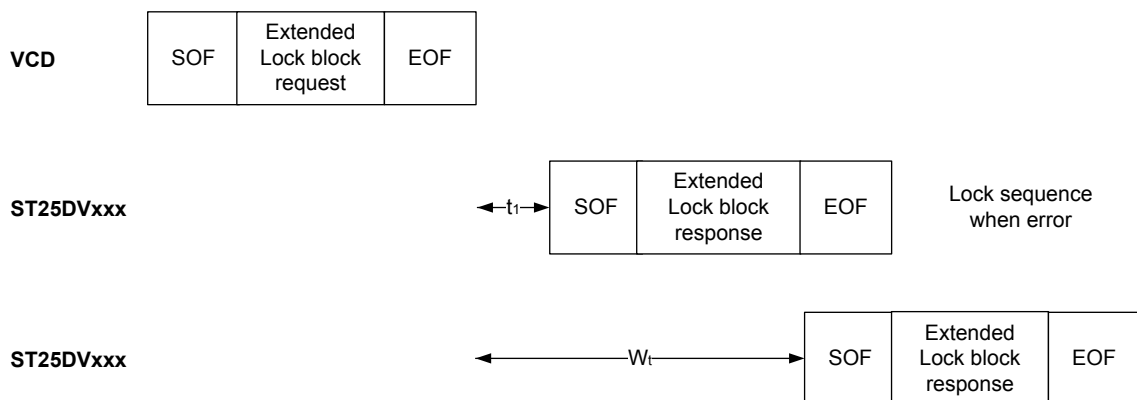 VCD
SOF
Extended
Lock block
request
EOF
ST25DVxxx
t1
SOF
Extended
Lock block
response
EOF
Lock sequence
when error
ST25DVxxx
Wt
SOF
Extended
Lock block
response
EOF